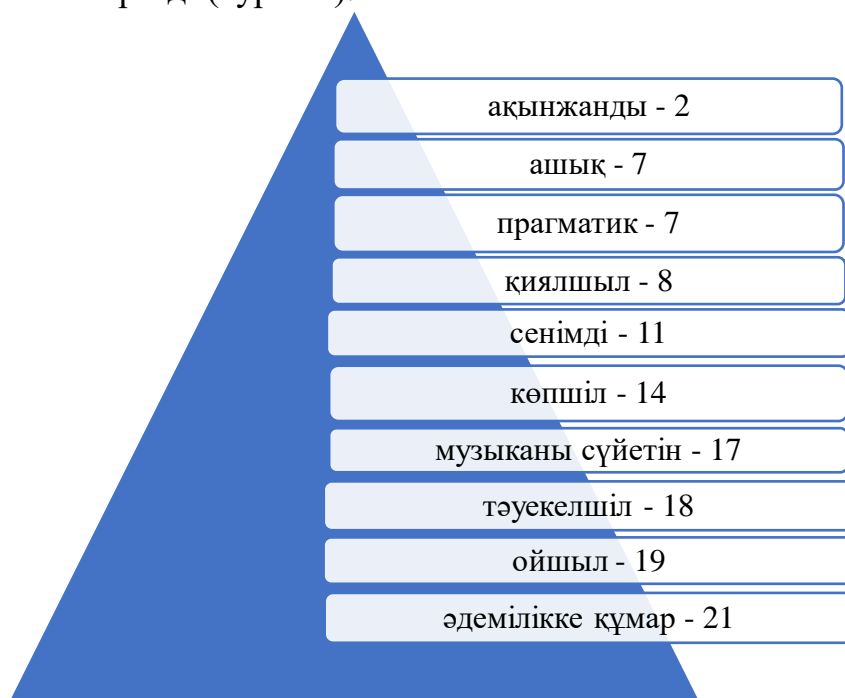 ақынжанды - 2
ашық - 7
прагматик - 7
қиялшыл - 8
сенімді - 11
көпшіл - 14
музыканы сүйетін - 17
тәуекелшіл - 18
ойшыл - 19
әдемілікке құмар - 21